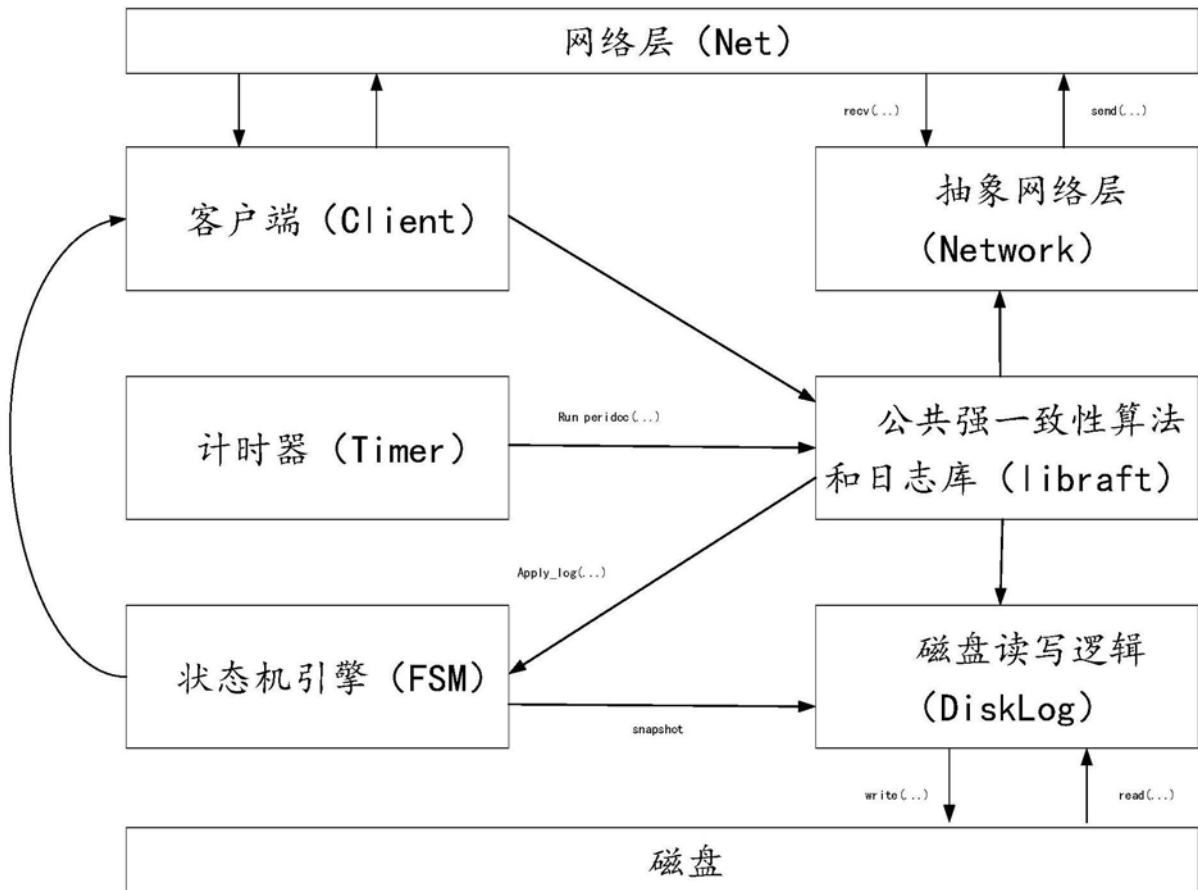 网络层（Net）
recv(...)
send(...)
客户端（Client）
抽象网络层
（Network）
计时器（Timer）
Run peridoc(...)
公共强一致性算法
和日志库（libraft）
Apply_log(...)
状态机引擎（FSM）
snapshot
磁盘读写逻辑
（DiskLog）
write(...)
read(...)
磁盘